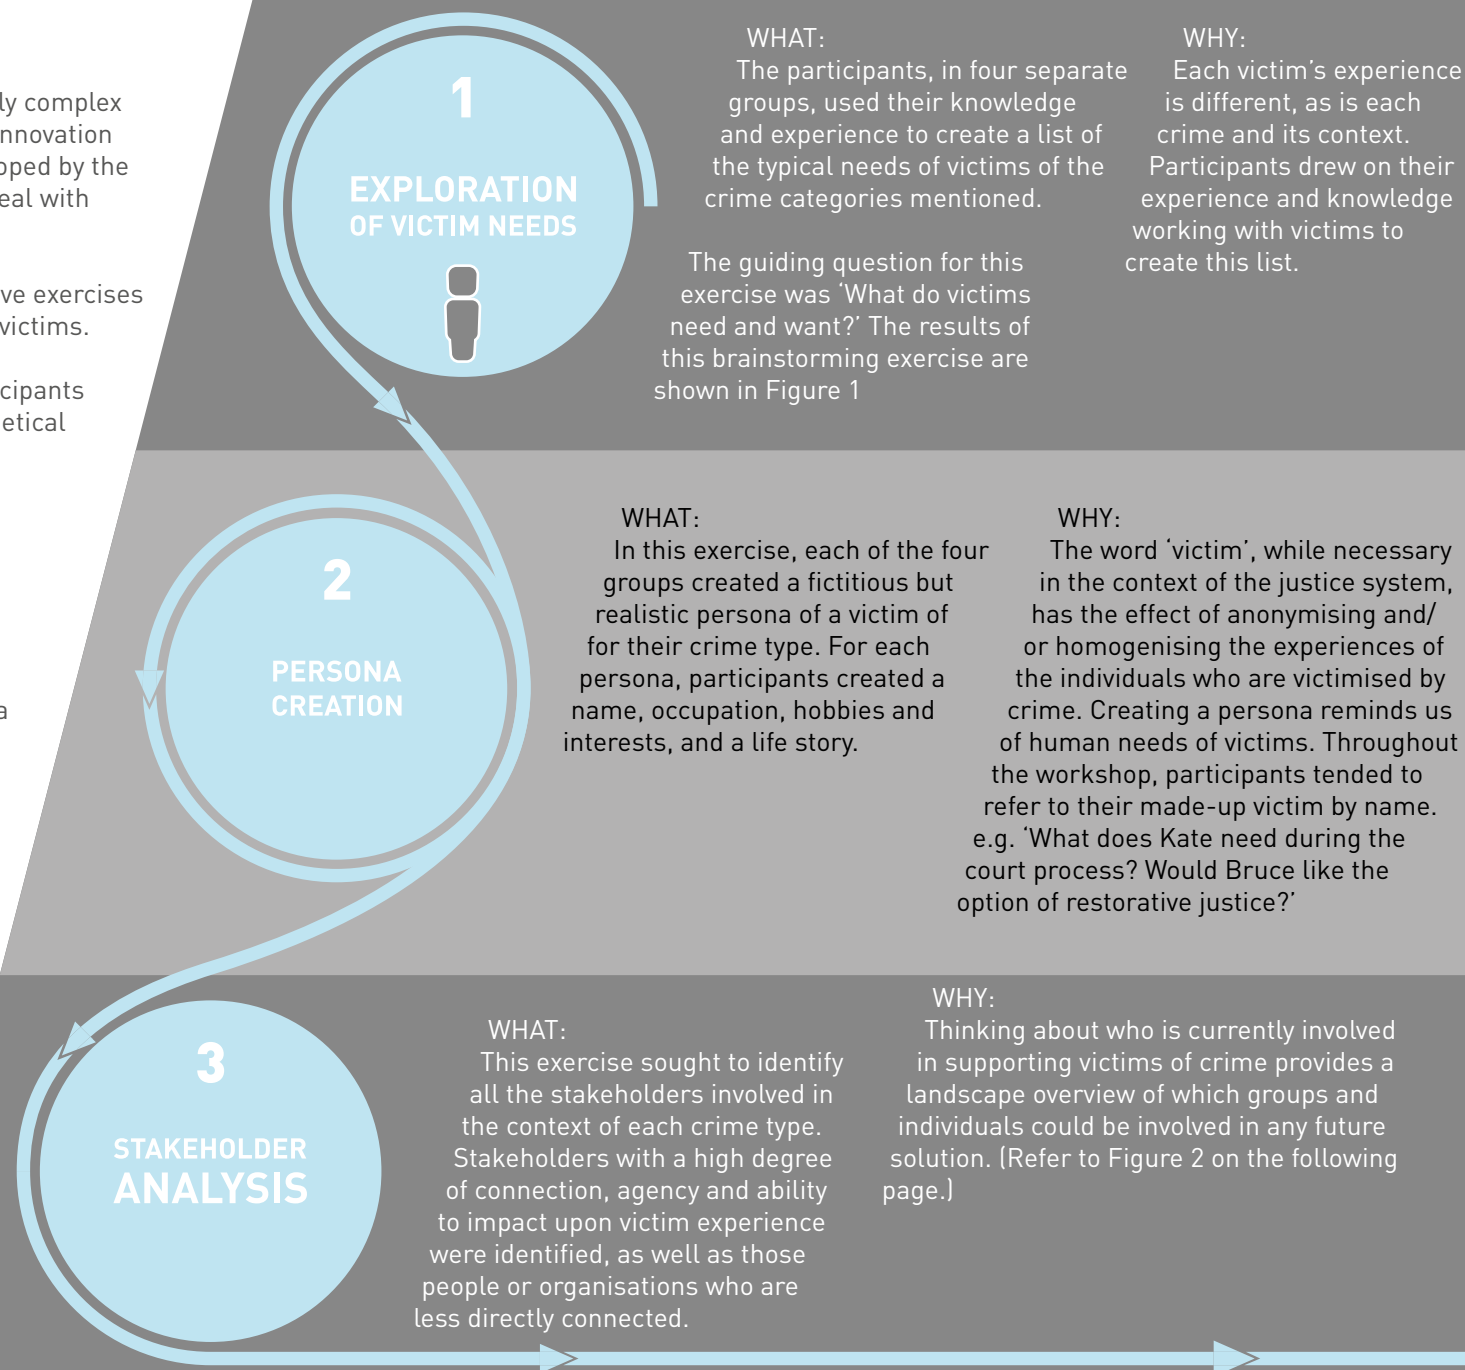 ly complex
nnovation
oped by the
eal with
ve exercises
victims.
cipants
etical
a
1
EXPLORATION
OF VICTIM NEEDS
WHAT:
The participants, in four separate
groups, used their knowledge
and experience to create a list of
the typical needs of victims of the
crime categories mentioned.
The guiding question for this
exercise was ‘What do victims
need and want?’ The results of
this brainstorming exercise are
shown in Figure 1
WHY:
Each victim’s experience
is different, as is each
crime and its context.
Participants drew on their
experience and knowledge
working with victims to
create this list.
2
PERSONA
CREATION
WHAT:
In this exercise, each of the four
groups created a fictitious but
realistic persona of a victim of
for their crime type. For each
persona, participants created a
name, occupation, hobbies and
interests, and a life story.
WHY:
The word ‘victim’, while necessary
in the context of the justice system,
has the effect of anonymising and/
or homogenising the experiences of
the individuals who are victimised by
crime. Creating a persona reminds us
of human needs of victims. Throughout
the workshop, participants tended to
refer to their made-up victim by name.
e.g. ‘What does Kate need during the
court process? Would Bruce like the
option of restorative justice?’
3
STAKEHOLDER
ANALYSIS
WHAT:
This exercise sought to identify
all the stakeholders involved in
the context of each crime type.
Stakeholders with a high degree
of connection, agency and ability
to impact upon victim experience
were identified, as well as those
people or organisations who are
less directly connected.
WHY:
Thinking about who is currently involved
in supporting victims of crime provides a
landscape overview of which groups and
individuals could be involved in any future
solution. (Refer to Figure 2 on the following
page.)